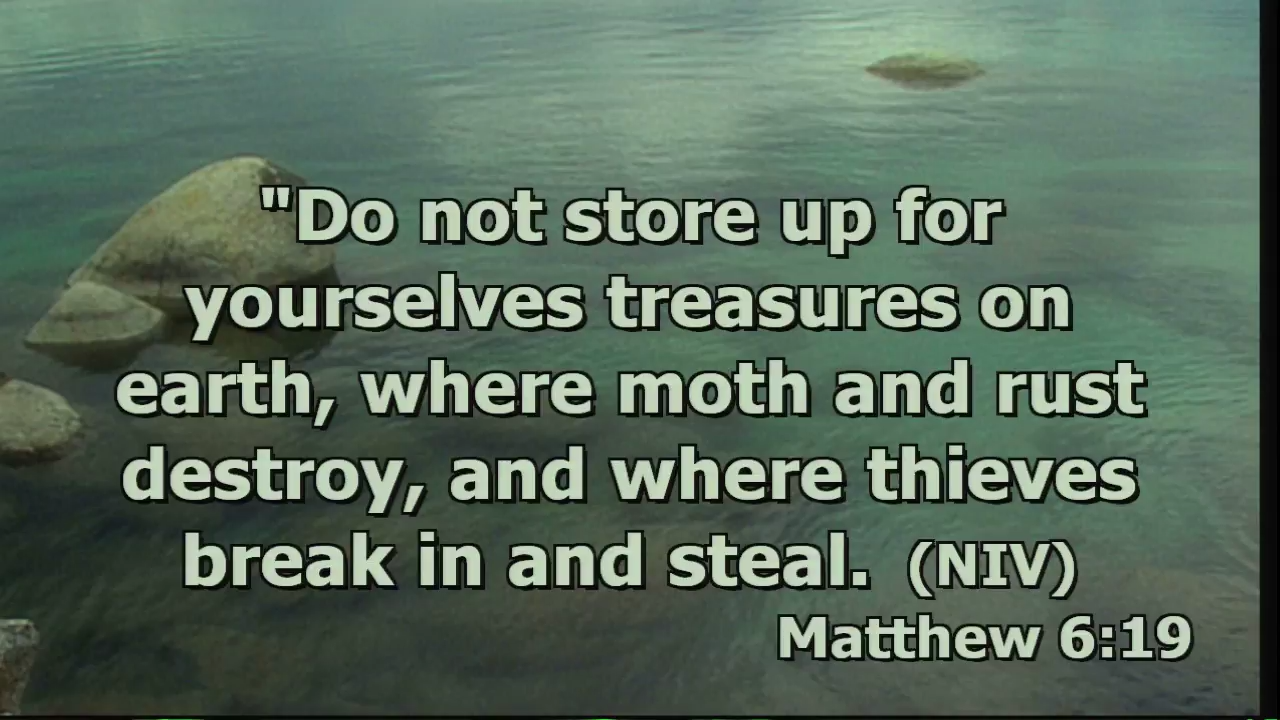 "Do not store up for
yourselves treasures on
earth, where moth and rust
destroy, and where thieves
break in and steal. (NIV)
Matthew 6:19